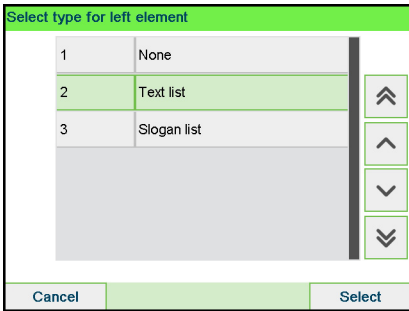 Select type for left element
1 None
2 Text list
3 Slogan list
Cancel Select